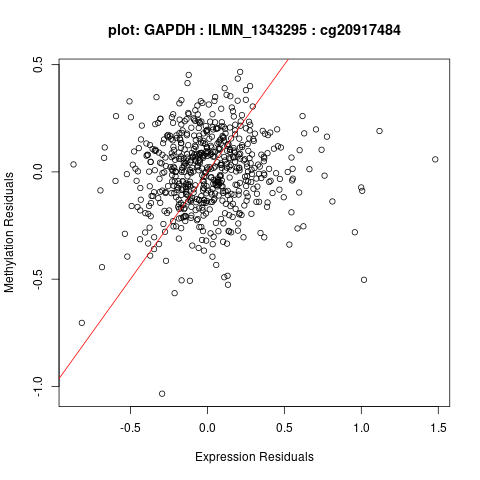 plot: GAPDH : ILMN_1343295 : cg20917484
0.5
0.0
-0.5
-1.0
Methylation Residuals
-0.5 0.0 0.5 1.0 1.5
Expression Residuals